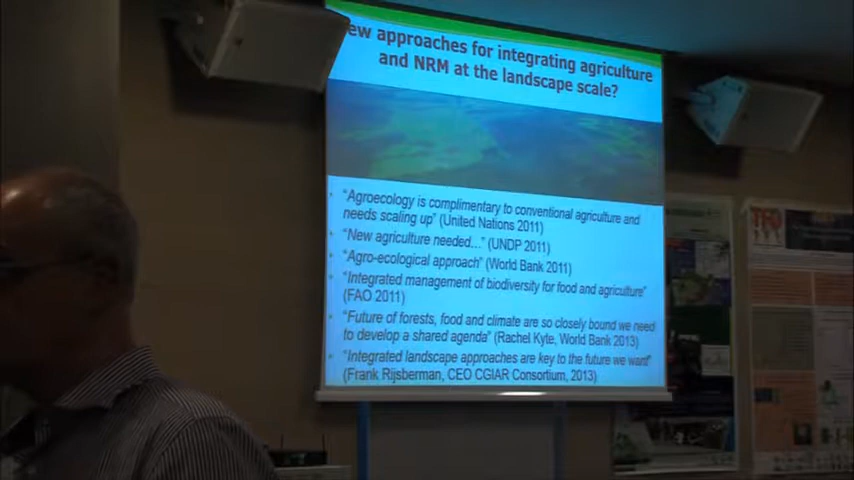 ew approaches for integrating agriculture
and NRM at the landscape scale?
• "Agroecology is complimentary to conventional agriculture and
needs scaling up" (United Nations 2011)
• "New agriculture needed..." (UNDP 2011)
• "Agro-ecological approach" (World Bank 2011)
• "Integrated management of biodiversity for food and agriculture"
(FAO 2011)
• "Future of forests, food and climate are so closely bound we need
to develop a shared agenda" (Rachel Kyte, World Bank 2013)
• "Integrated landscape approaches are key to the future we want"
(Frank Rijsberman, CEO CGIAR Consortium, 2013)